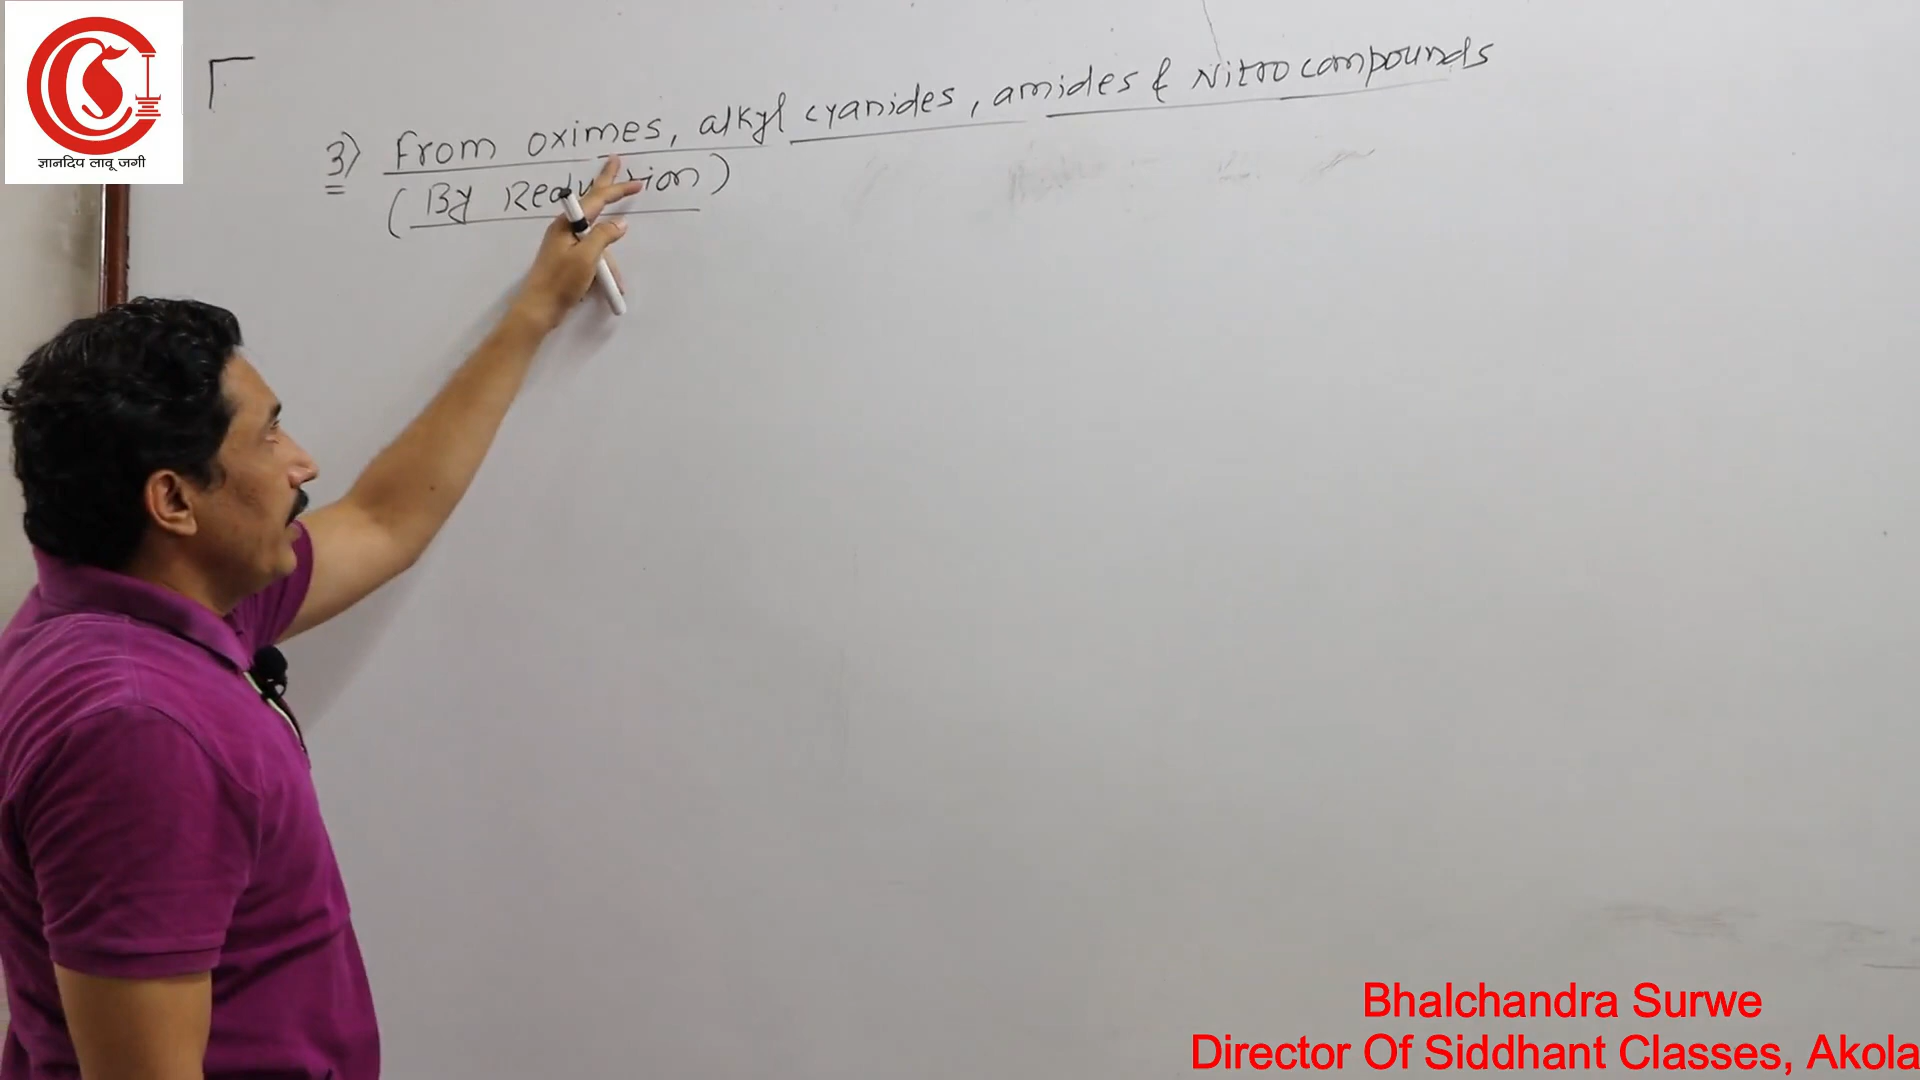 ज्ञानदिप लावू जगी
3) From oximes, alkyl cyanides, amides & Nitro compounds
(By Reduction)
Bhalchandra Surwe
Director Of Siddhant Classes, Akola